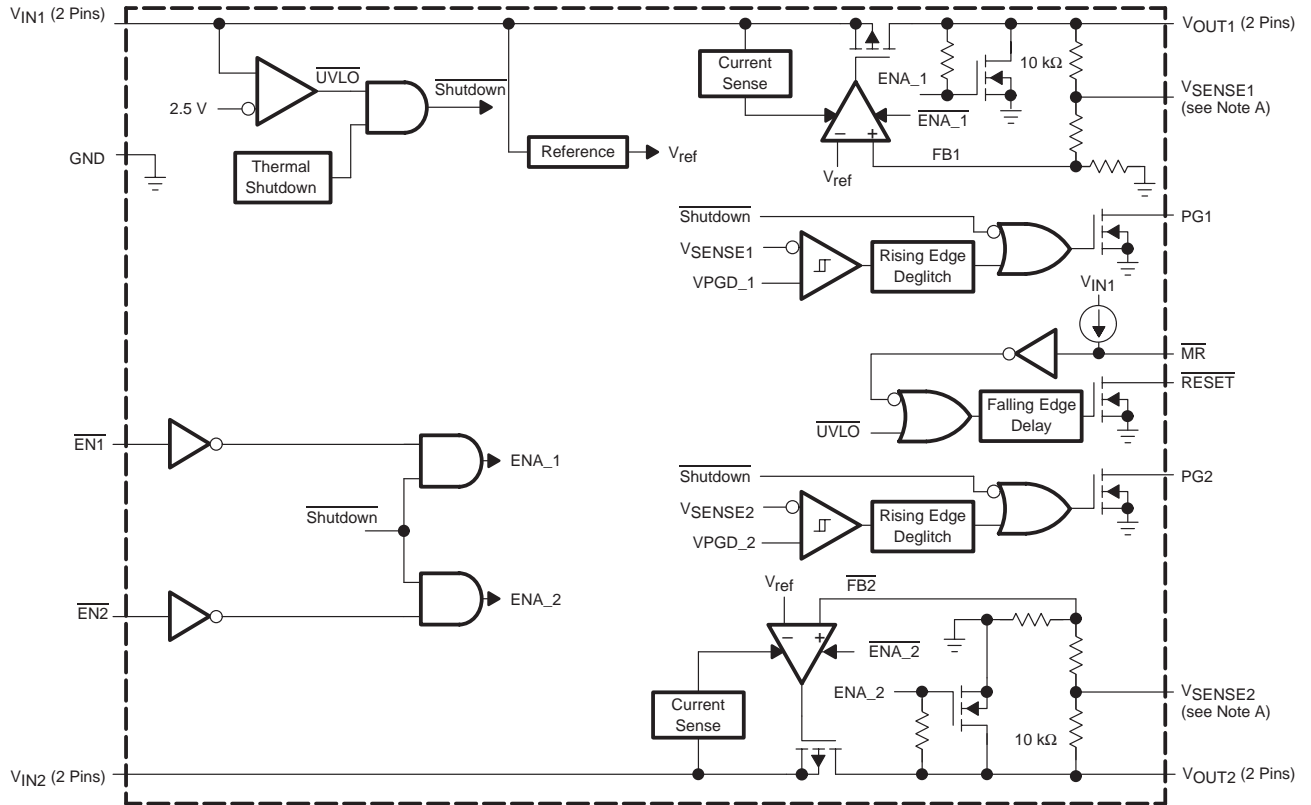 VIN1 (2 Pins)
VOUT1 (2 Pins)
Current
Sense
10 kΩ
ENA_1
UVLO
Shutdown
2.5 V
VSENSE1
(see Note A)
ENA_1
GND
Thermal
Shutdown
Reference
Vref
FB1
Vref
Shutdown
PG1
VSENSE1
Rising Edge
Deglitch
VPGD_1
VIN1
MR
RESET
Falling Edge
Delay
UVLO
EN1
ENA_1
Shutdown
PG2
VSENSE2
Rising Edge
Deglitch
VPGD_2
Shutdown
EN2
ENA_2
Vref
FB2
ENA_2
ENA_2
VSENSE2
(see Note A)
Current
Sense
10 kΩ
VIN2 (2 Pins)
VOUT2 (2 Pins)
− +
− +